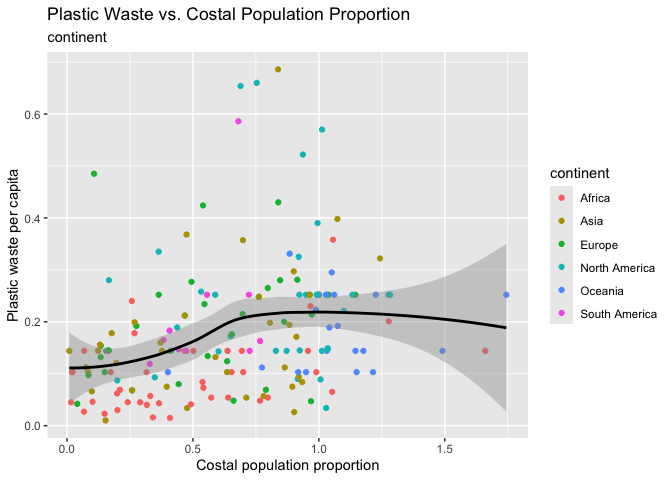 Plastic Waste vs. Costal Population Proportion
continent
Plastic waste per capita
0.6
0.4
0.2
0.0
0.0 0.5 1.0 1.5
Costal population proportion
continent
Africa
Asia
Europe
North America
Oceania
South America